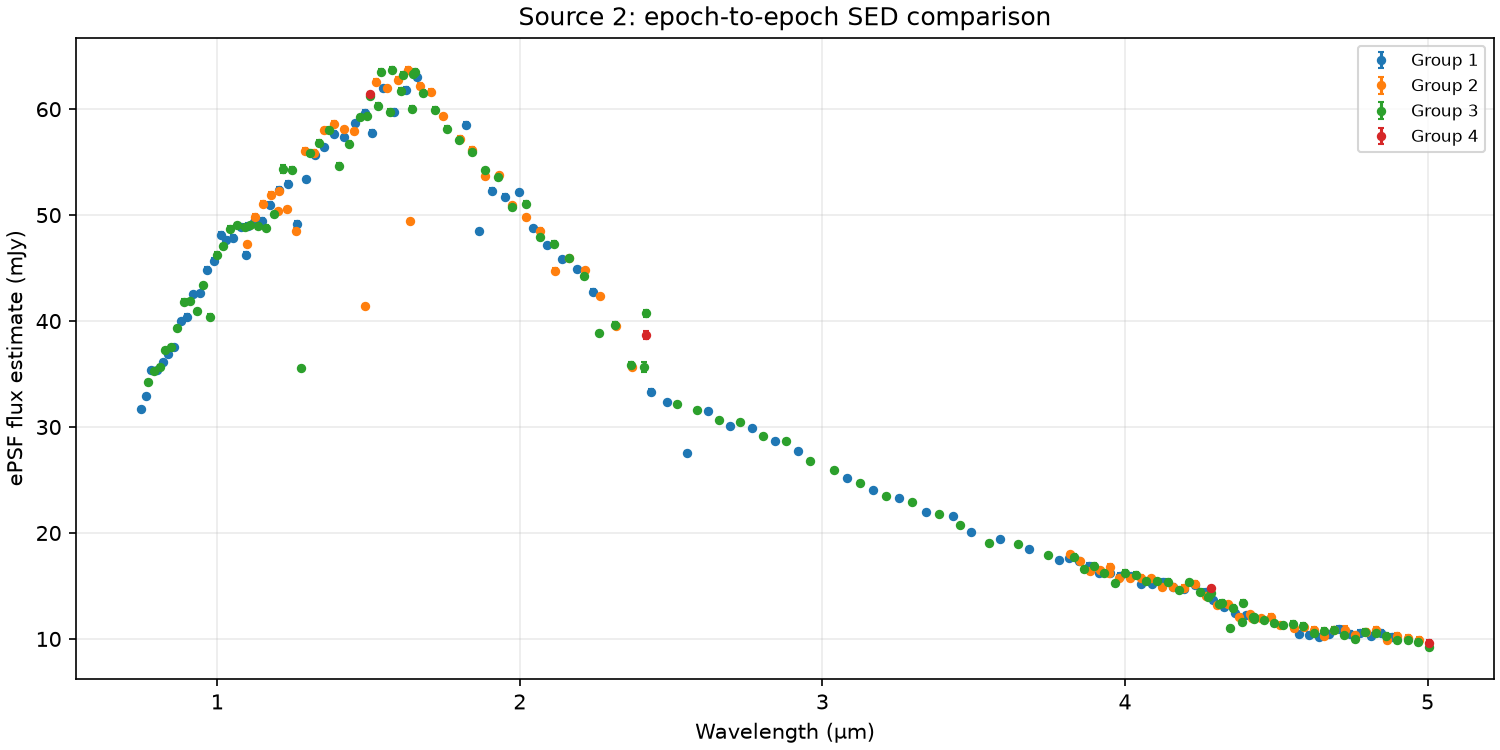 Source 2: epoch-to-epoch SED comparison
ePSF flux estimate (mJy)
60
50
40
30
20
10
1 2 3 4 5
Wavelength (μm)
Group 1
Group 2
Group 3
Group 4